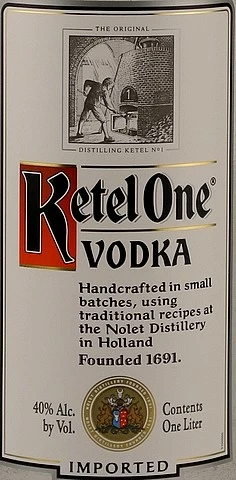 THE ORIGINAL
1
DISTILLING KETEL Nº1
Ketel One®
VODKA
Handcrafted in small
batches, using
traditional recipes at
the Nolet Distillery
in Holland
Founded 1691.
40% Alc.
by Vol.
Contents
One Liter
IMPORTED